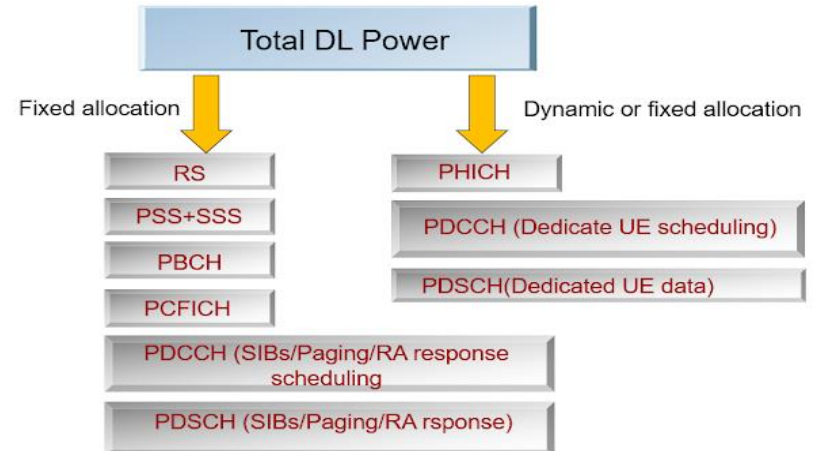 Total DL Power
Fixed allocation
Dynamic or fixed allocation
RS
PSS+SSS
PBCH
PCFICH
PDCCH (SIBs/Paging/RA response
scheduling
PDSCH (SIBs/Paging/RA rsponse)
PHICH
PDCCH (Dedicate UE scheduling)
PDSCH(Dedicated UE data)